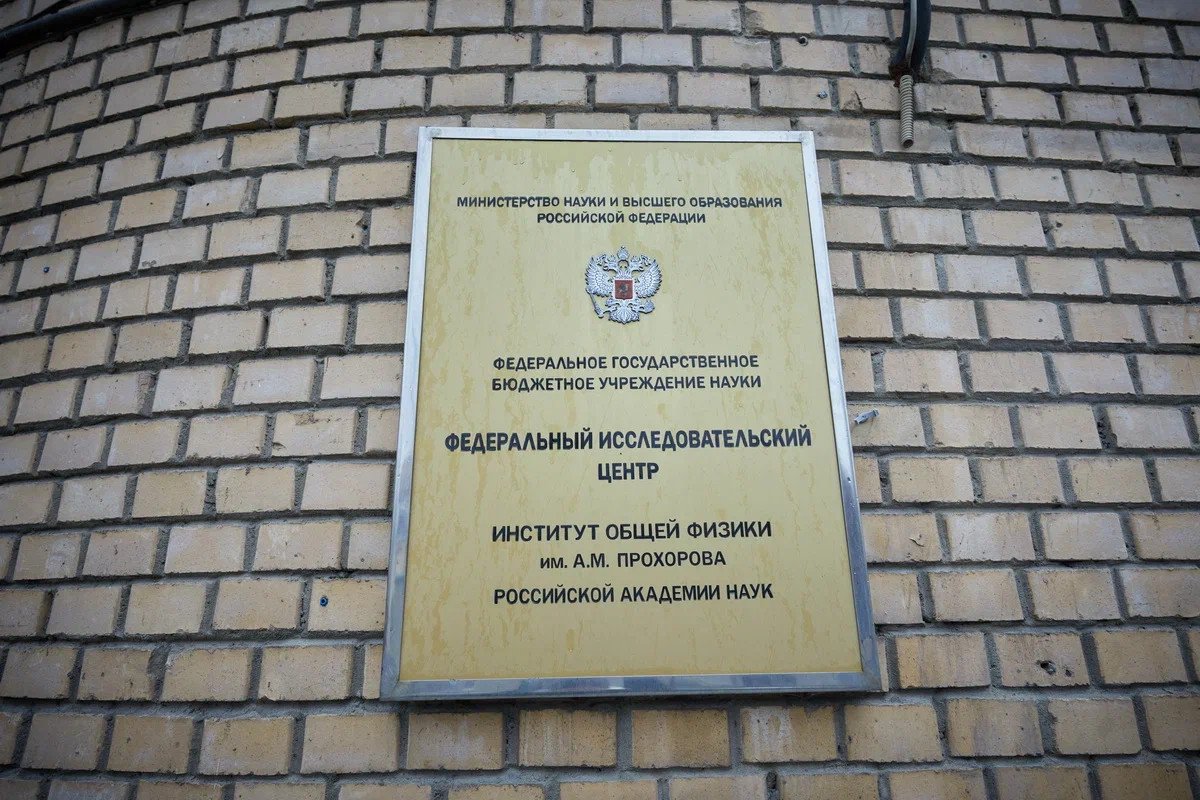 МИНИСТЕРСТВО НАУКИ И ВЫСШЕГО ОБРАЗОВАНИЯ
РОССИЙСКОЙ ФЕДЕРАЦИИ
ФЕДЕРАЛЬНОЕ ГОСУДАРСТВЕННОЕ
БЮДЖЕТНОЕ УЧРЕЖДЕНИЕ НАУКИ
ФЕДЕРАЛЬНЫЙ ИССЛЕДОВАТЕЛЬСКИЙ
ЦЕНТР
ИНСТИТУТ ОБЩЕЙ ФИЗИКИ
им. А.М. ПРОХОРОВА
РОССИЙСКОЙ АКАДЕМИИ НАУК